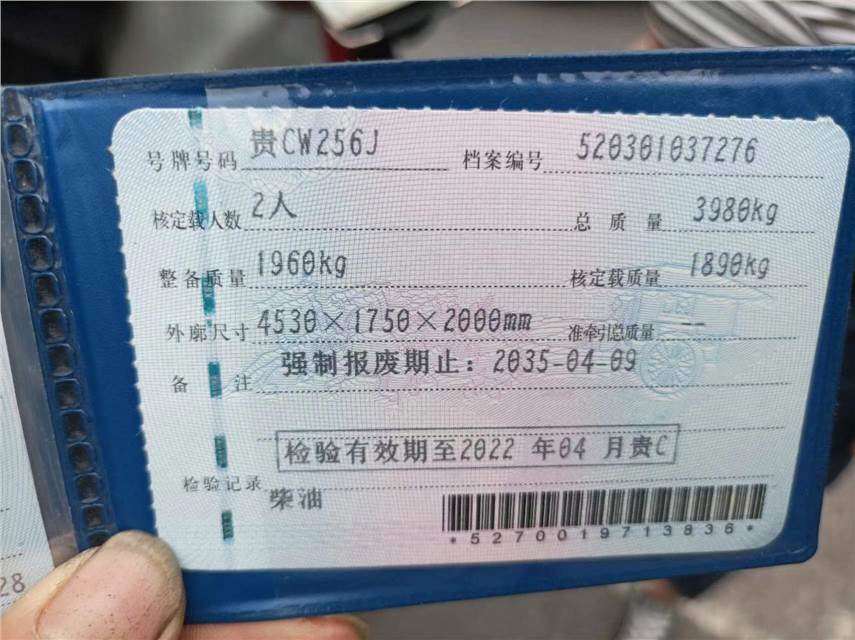 号牌号码 贵CW256J 档案编号 520301037276
核定载人数 2人 总质量 3980kg
整备质量 1960kg 核定载质量 1890kg
外廓尺寸 4530×1750×2000mm 准牵引总质量 --
备注 强制报废期止：2035-04-09
检验有效期至2022 年04 月贵C
检验记录
柴油
*5270019713836*
28